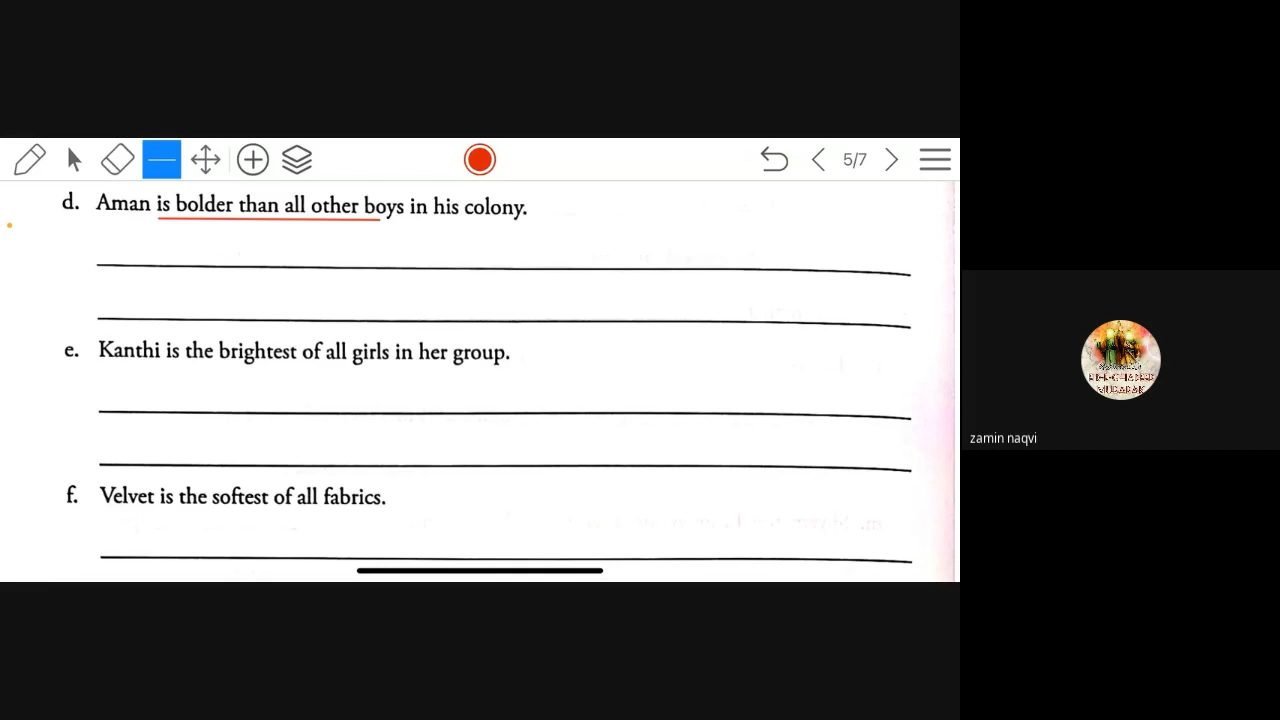 5/7
d. Aman is bolder than all other boys in his colony.
e. Kanthi is the brightest of all girls in her group.
f. Velvet is the softest of all fabrics.
MUBARAK
zamin naqvi